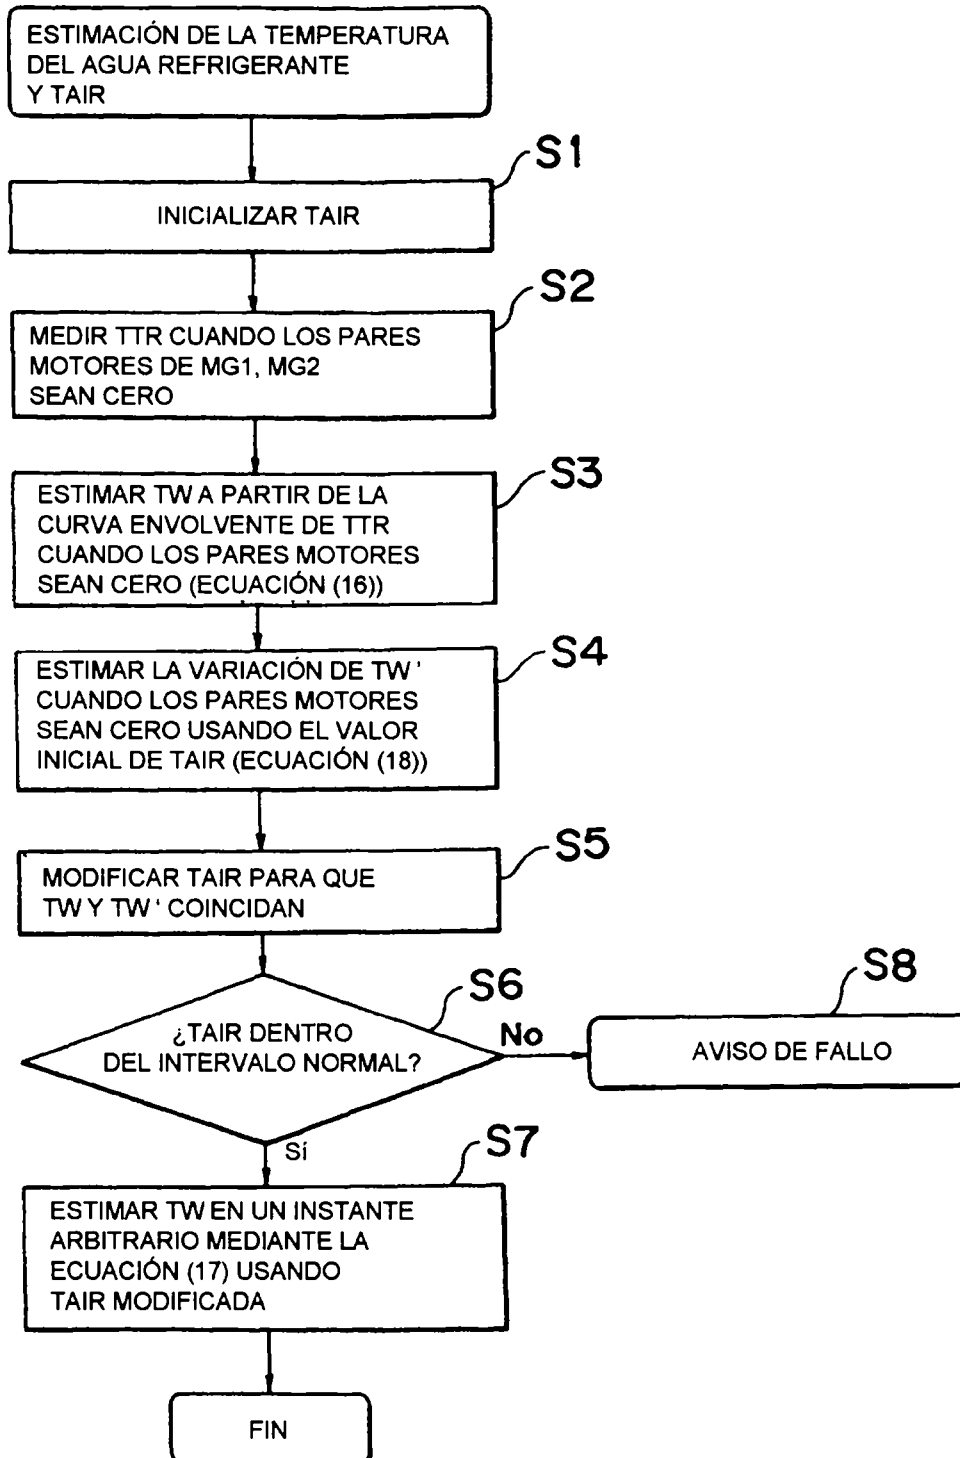 ESTIMACIÓN DE LA TEMPERATURA
DEL AGUA REFRIGERANTE
Y TAIR
S1
INICIALIZAR TAIR
S2
MEDIR TTR CUANDO LOS PARES
MOTORES DE MG1, MG2
SEAN CERO
S3
ESTIMAR TW A PARTIR DE LA
CURVA ENVOLVENTE DE TTR
CUANDO LOS PARES MOTORES
SEAN CERO (ECUACIÓN (16))
S4
ESTIMAR LA VARIACIÓN DE TW '
CUANDO LOS PARES MOTORES
SEAN CERO USANDO EL VALOR
INICIAL DE TAIR (ECUACIÓN (18))
S5
MODIFICAR TAIR PARA QUE
TW Y TW ' COINCIDAN
S6
¿TAIR DENTRO
DEL INTERVALO NORMAL?
No
S8
AVISO DE FALLO
Sí
S7
ESTIMAR TW EN UN INSTANTE
ARBITRARIO MEDIANTE LA
ECUACIÓN (17) USANDO
TAIR MODIFICADA
FIN